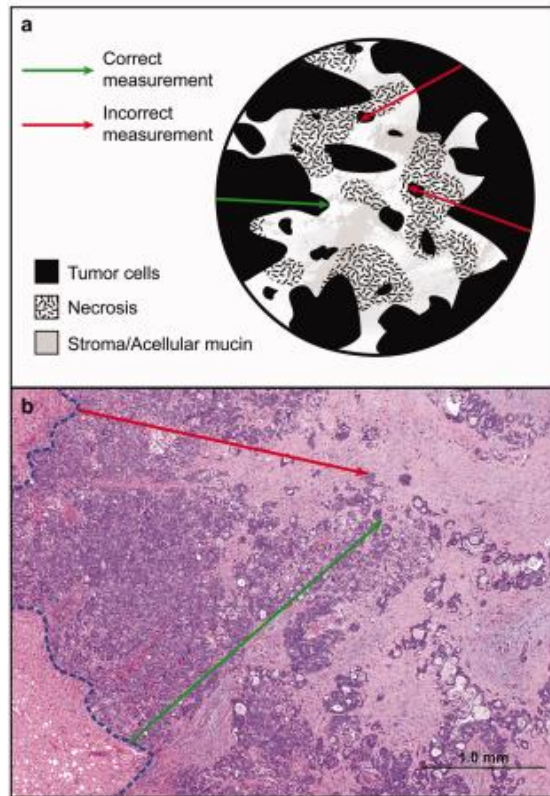 a
Correct
measurement
Incorrect
measurement
Tumor cells
Necrosis
Stroma/Acellular mucin
b
1.0 mm